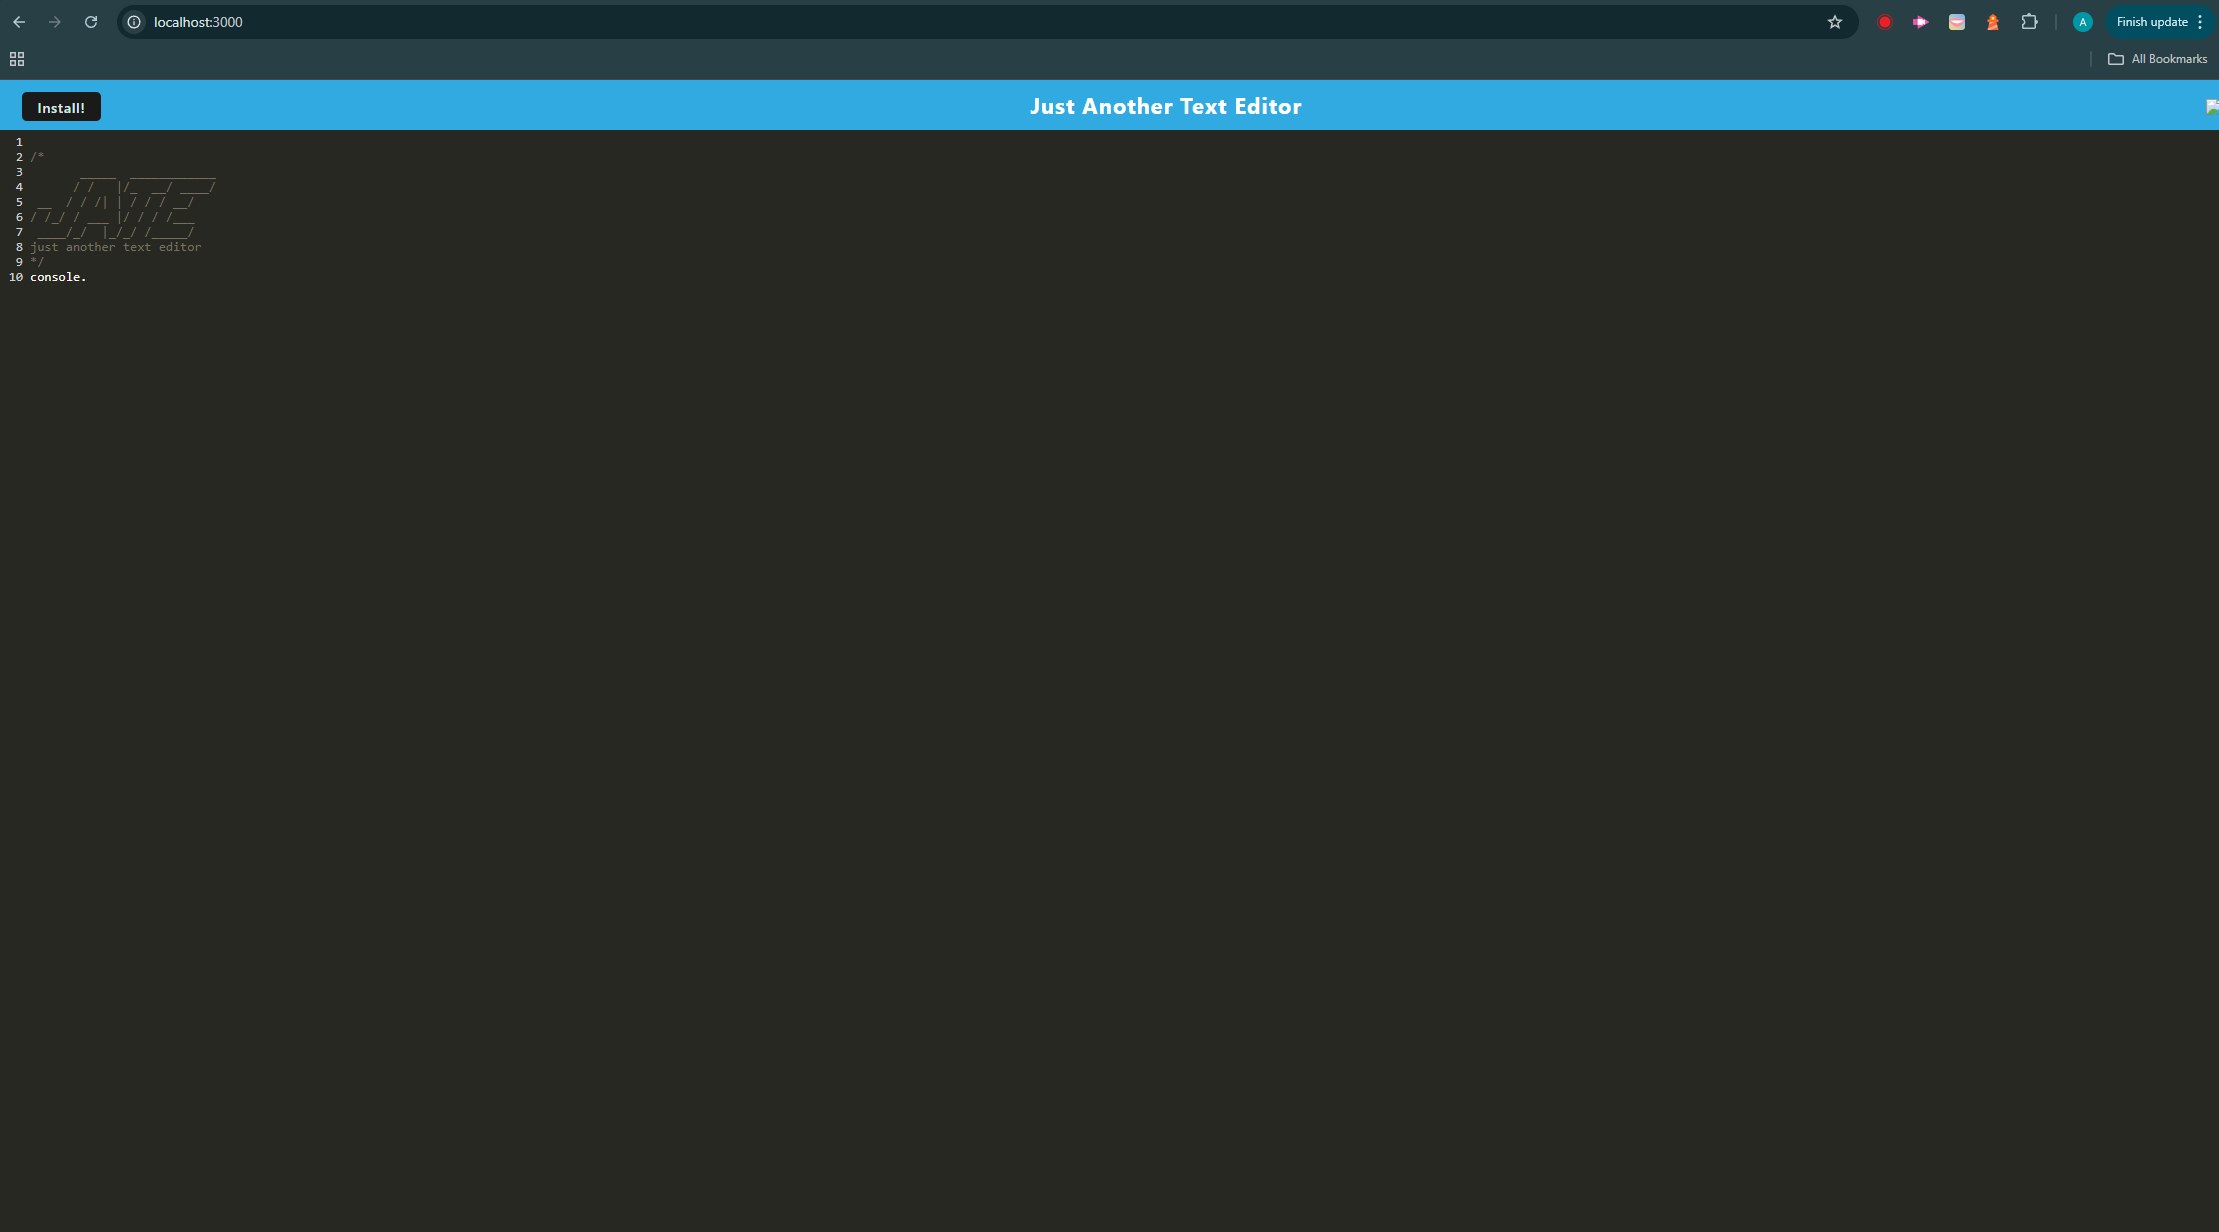 localhost:3000
A
Finish update
All Bookmarks
Install!
Just Another Text Editor
1
2 /*
3        _____  ____________
4       / /   |/_  __/ ____/
5  __  / / /| | / / / __/
6 / /_/ / ___ |/ / / /___
7  ____/_/  |_/_/ /_____/
8 just another text editor
9 */
10 console.